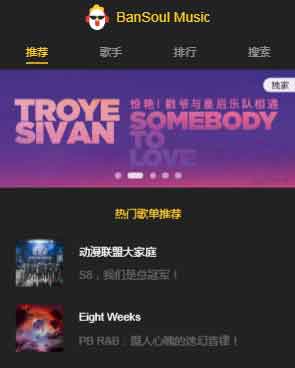 BanSoul Music
推荐 歌手 排行 搜索
独家
TROYE SIVAN
惊艳！戳爷与皇后乐队相遇
SOMEBODY
TO
LOVE
热门歌单推荐
动漫联盟大家庭
S8，我们是总冠军！
Eight Weeks
PB R&B：摄人心魄的迷幻音律！